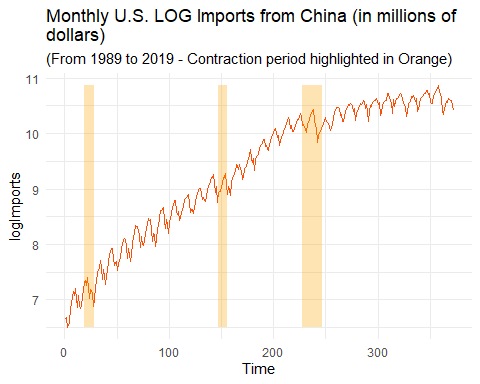 Monthly U.S. LOG Imports from China (in millions of
dollars)
(From 1989 to 2019 - Contraction period highlighted in Orange)
11
10
9
8
7
logImports
0 100 200 300
Time